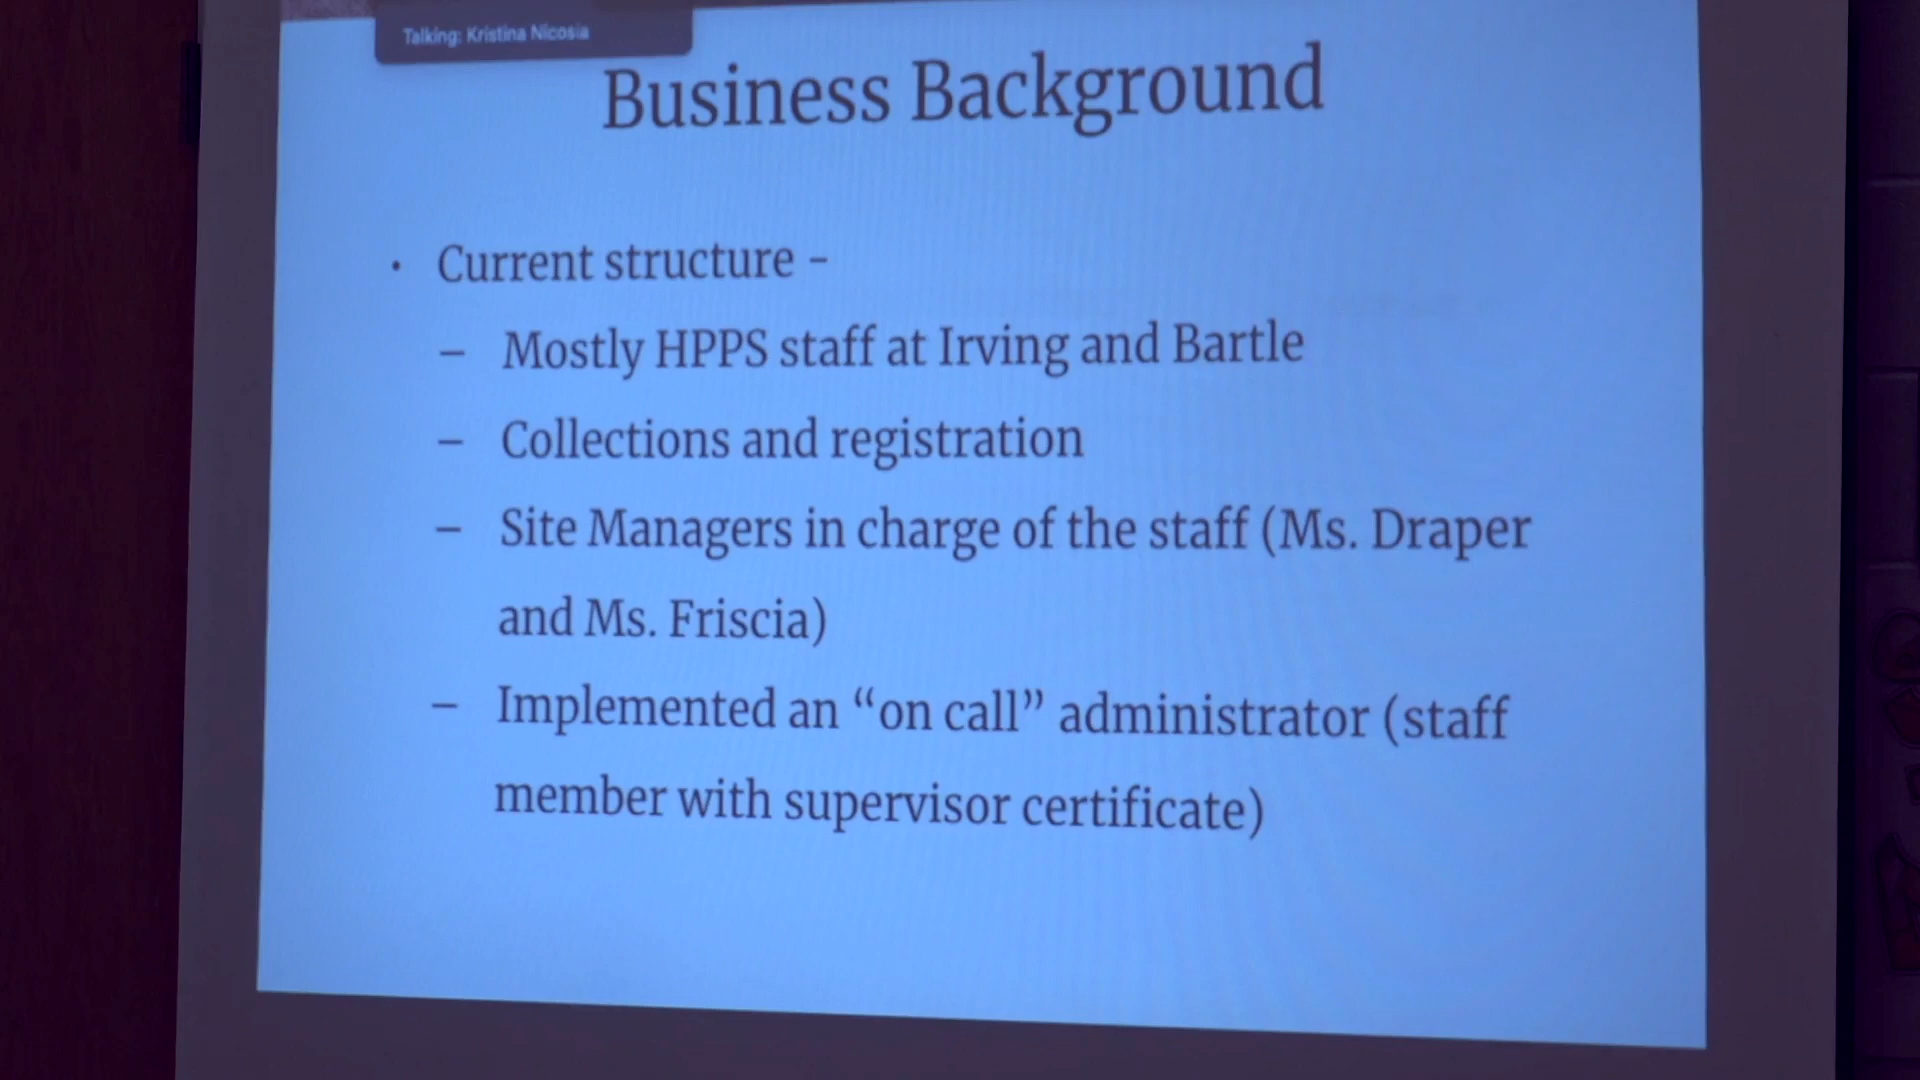 Talking: Kristina Nicosia
Business Background
• Current structure –
– Mostly HPPS staff at Irving and Bartle
– Collections and registration
– Site Managers in charge of the staff (Ms. Draper
and Ms. Friscia)
– Implemented an “on call” administrator (staff
member with supervisor certificate)